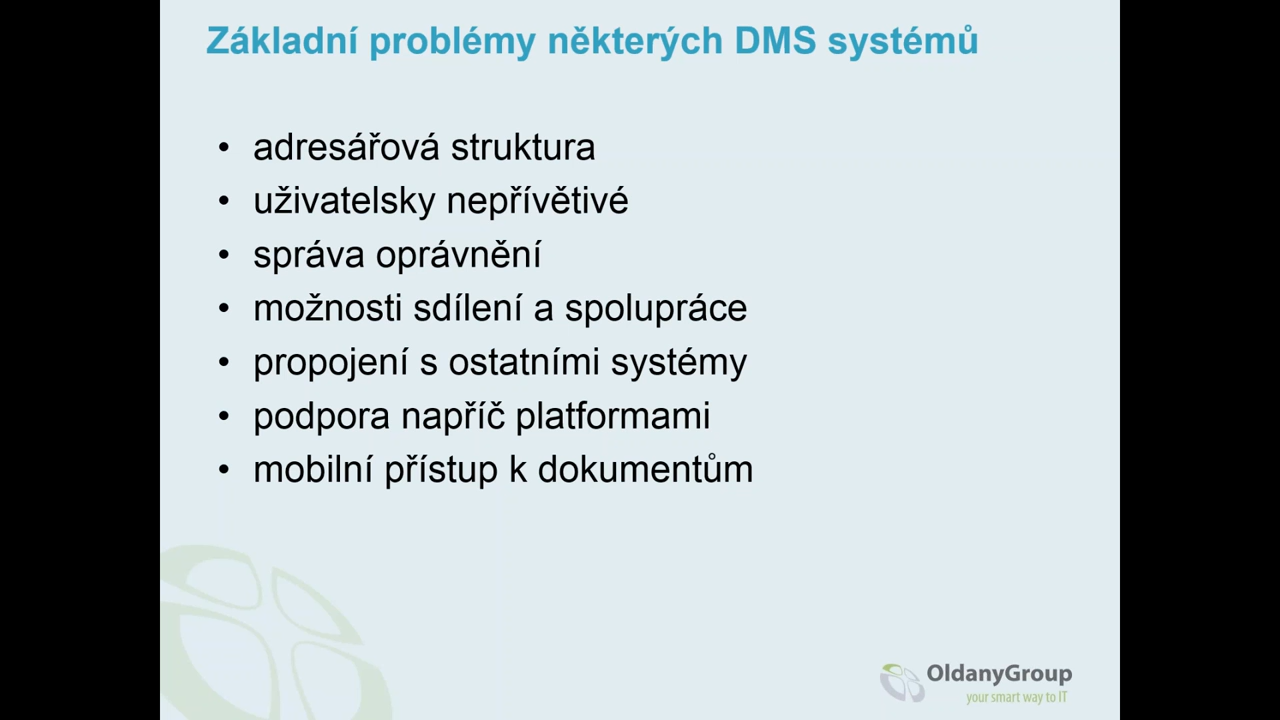 Základní problémy některých DMS systémů
• adresářová struktura
• uživatelsky nepřívětivé
• správa oprávnění
• možnosti sdílení a spolupráce
• propojení s ostatními systémy
• podpora napříč platformami
• mobilní přístup k dokumentům
OldanyGroup
your smart way to IT